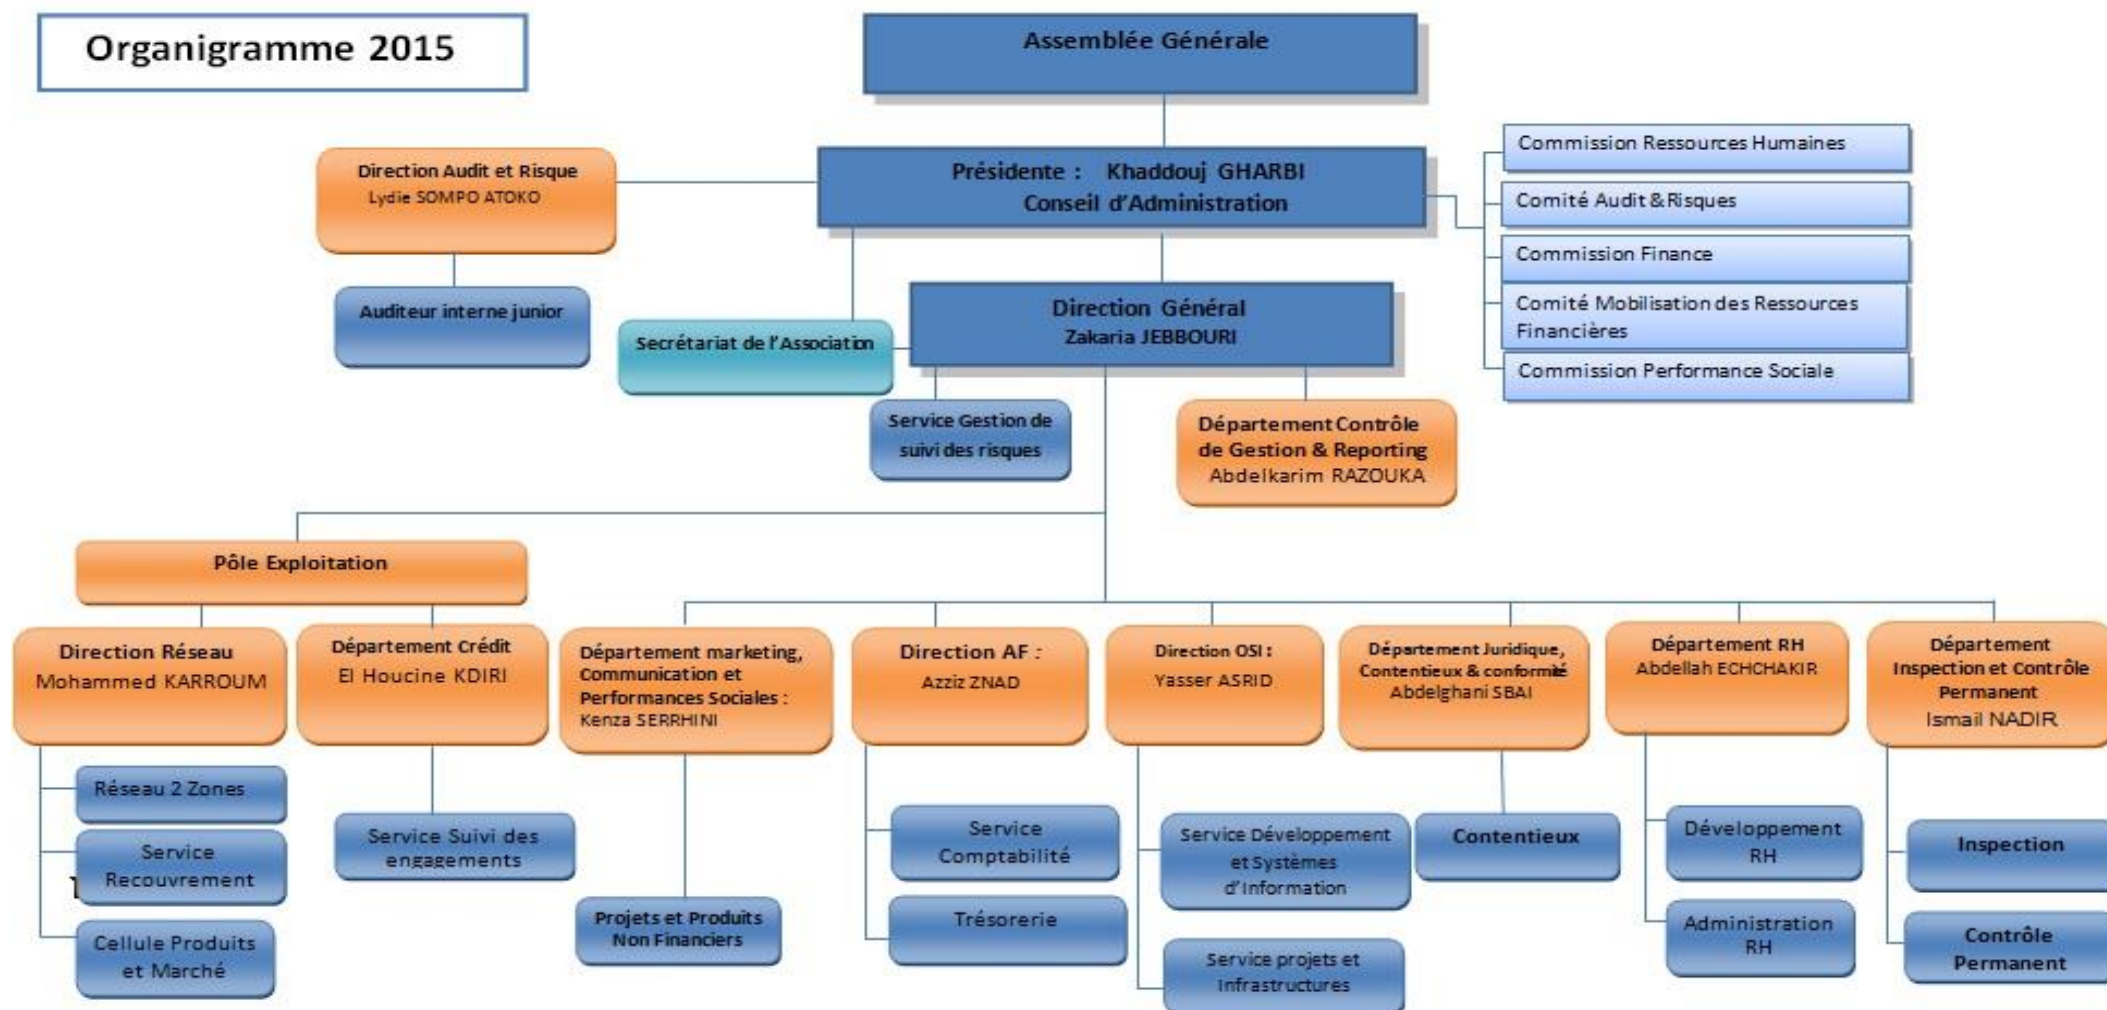 Organigramme 2015
Assemblée Générale
Direction Audit et Risque
Lydie SOMPO ATOKO
Présidente : Khaddouj GHARBI
Conseil d'Administration
Commission Ressources Humaines
Comité Audit & Risques
Commission Finance
Comité Mobilisation des Ressources
Financières
Commission Performance Sociale
Auditeur interne junior
Secrétariat de l'Association
Direction Général
Zakaria JEBBOURI
Service Gestion de
suivi des risques
Département Contrôle
de Gestion & Reporting
Abdelkarim RAZOUKA
Pôle Exploitation
Direction Réseau
Mohammed KARROUM
Département Crédit
El Houcine KDIRI
Département marketing,
Communication et
Performances Sociales :
Kenza SERRHINI
Direction AF :
Azziz ZNAD
Direction OSI :
Yasser ASRID
Département Juridique,
Contentieux & conformité
Abdelghani SBAI
Département RH
Abdellah ECHCHAKIR
Département
Inspection et Contrôle
Permanent
Ismail NADIR
Réseau 2 Zones
Service
Recouvrement
Cellule Produits
et Marché
Service Suivi des
engagements
Projets et Produits
Non Financiers
Service
Comptabilité
Trésorerie
Service Développement
et Systèmes
d'Information
Service projets et
Infrastructures
Contentieux
Développement
RH
Administration
RH
Inspection
Contrôle
Permanent